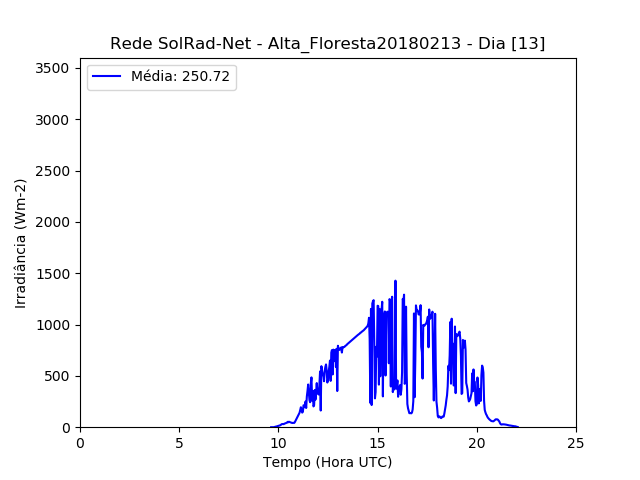 Rede SolRad-Net - Alta_Floresta20180213 - Dia [13]
Média: 250.72
Irradiância (Wm-2)
3500
3000
2500
2000
1500
1000
500
0
0 5 10 15 20 25
Tempo (Hora UTC)